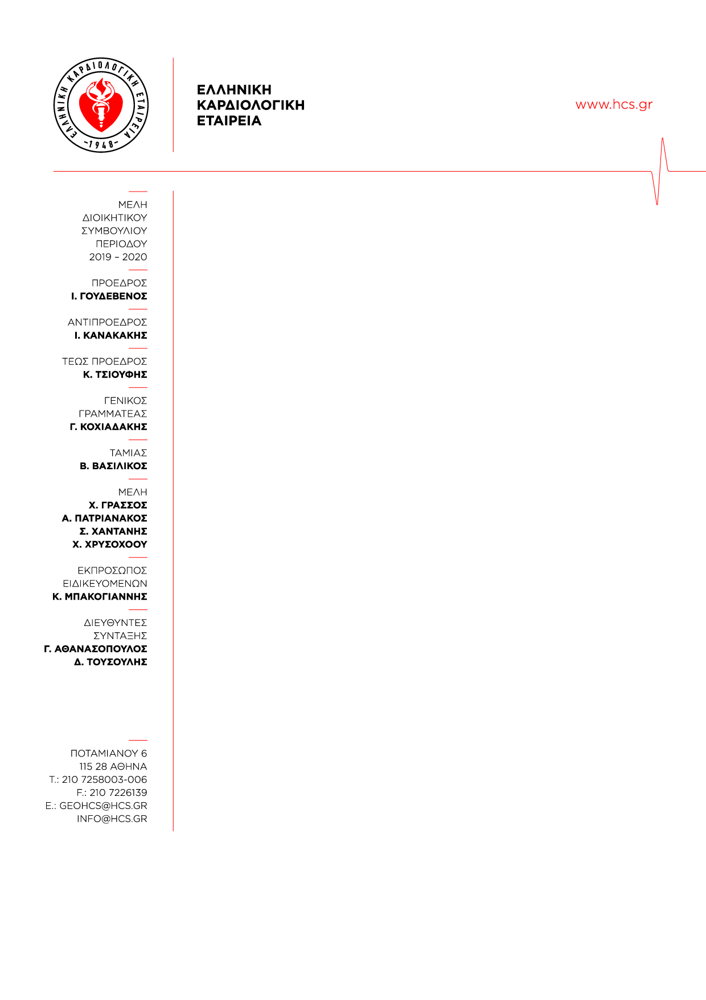 ΕΛΛΗΝΙΚΗ ΚΑΡΔΙΟΛΟΓΙΚΗ ΕΤΑΙΡΕΙΑ
–1948–
ΕΛΛΗΝΙΚΗ
ΚΑΡΔΙΟΛΟΓΙΚΗ
ΕΤΑΙΡΕΙΑ
www.hcs.gr
ΜΕΛΗ
ΔΙΟΙΚΗΤΙΚΟΥ
ΣΥΜΒΟΥΛΙΟΥ
ΠΕΡΙΟΔΟΥ
2019 – 2020
ΠΡΟΕΔΡΟΣ
Ι. ΓΟΥΔΕΒΕΝΟΣ
ΑΝΤΙΠΡΟΕΔΡΟΣ
Ι. ΚΑΝΑΚΑΚΗΣ
ΤΕΩΣ ΠΡΟΕΔΡΟΣ
Κ. ΤΣΙΟΥΦΗΣ
ΓΕΝΙΚΟΣ
ΓΡΑΜΜΑΤΕΑΣ
Γ. ΚΟΧΙΑΔΑΚΗΣ
ΤΑΜΙΑΣ
Β. ΒΑΣΙΛΙΚΟΣ
ΜΕΛΗ
Χ. ΓΡΑΣΣΟΣ
Α. ΠΑΤΡΙΑΝΑΚΟΣ
Σ. ΧΑΝΤΑΝΗΣ
Χ. ΧΡΥΣΟΧΟΟΥ
ΕΚΠΡΟΣΩΠΟΣ
ΕΙΔΙΚΕΥΟΜΕΝΩΝ
Κ. ΜΠΑΚΟΓΙΑΝΝΗΣ
ΔΙΕΥΘΥΝΤΕΣ
ΣΥΝΤΑΞΗΣ
Γ. ΑΘΑΝΑΣΟΠΟΥΛΟΣ
Δ. ΤΟΥΣΟΥΛΗΣ
ΠΟΤΑΜΙΑΝΟΥ 6
115 28 ΑΘΗΝΑ
Τ.: 210 7258003-006
F.: 210 7226139
E.: GEOHCS@HCS.GR
INFO@HCS.GR